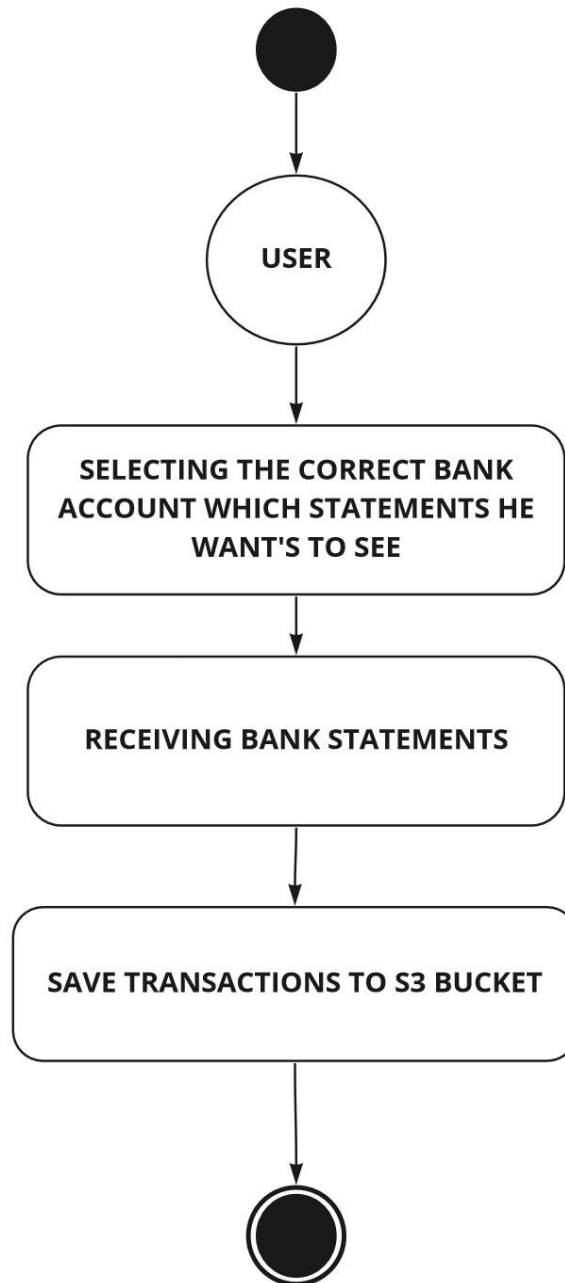 USER
SELECTING THE CORRECT BANK
ACCOUNT WHICH STATEMENTS HE
WANT'S TO SEE
RECEIVING BANK STATEMENTS
SAVE TRANSACTIONS TO S3 BUCKET